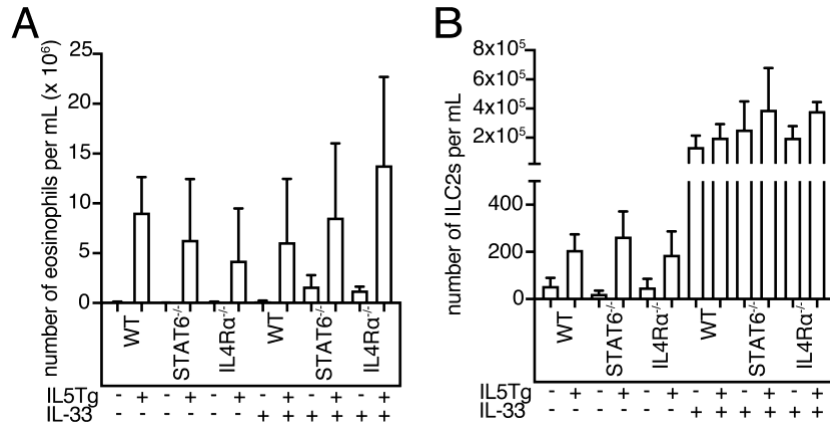 A
number of eosinophils per mL (x 10⁶)
25
20
15
10
5
0
WT
STAT6⁻/⁻
IL4Rα⁻/⁻
WT
STAT6⁻/⁻
IL4Rα⁻/⁻
IL5Tg - + - + - + - + - + - +
IL-33 - - - - - - + + + + + +
B
number of ILC2s per mL
8x10⁵
6x10⁵
4x10⁵
2x10⁵
400
200
0
WT
STAT6⁻/⁻
IL4Rα⁻/⁻
WT
STAT6⁻/⁻
IL4Rα⁻/⁻
IL5Tg - + - + - + - + - + - +
IL-33 - - - - - - + + + + + +